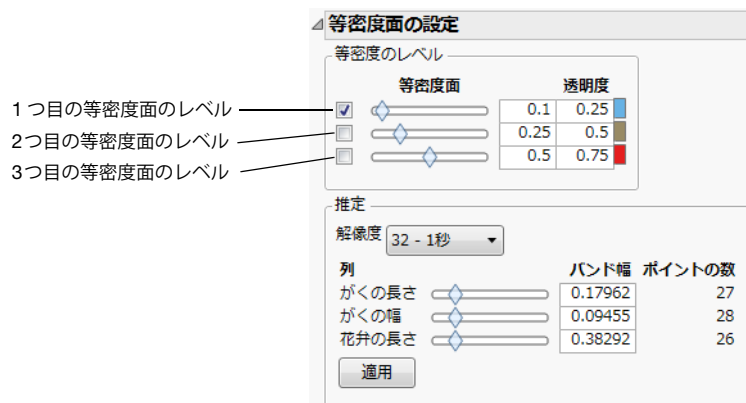 等密度面の設定
等密度のレベル
等密度面 透明度
1つ目の等密度面のレベル 0.1 0.25
2つ目の等密度面のレベル 0.25 0.5
3つ目の等密度面のレベル 0.5 0.75
推定
解像度 32 - 1秒
列 バンド幅 ポイントの数
がくの長さ 0.17962 27
がくの幅 0.09455 28
花弁の長さ 0.38292 26
適用